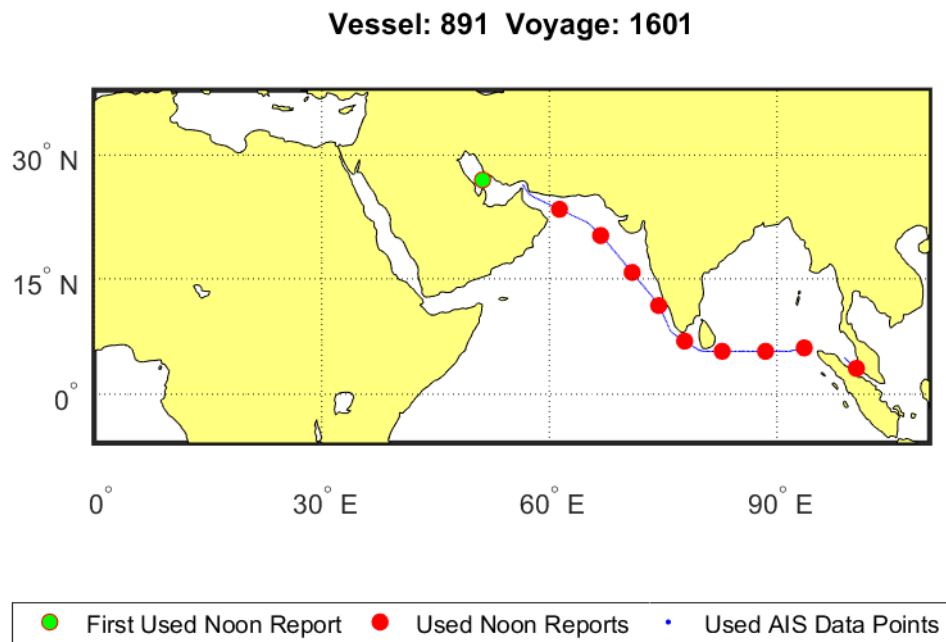 Vessel: 891  Voyage: 1601
30° N
15° N
0°
0°
30° E
60° E
90° E
First Used Noon Report
Used Noon Reports
Used AIS Data Points